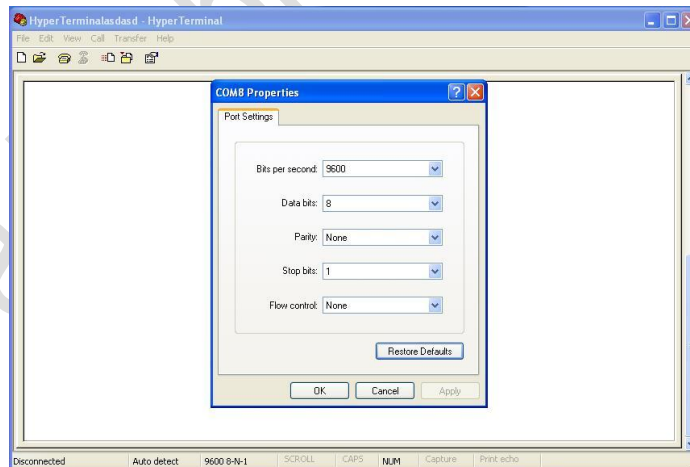 HyperTerminalasdasd - HyperTerminal
File Edit View Call Transfer Help
COM8 Properties
Port Settings
Bits per second: 9600
Data bits: 8
Parity: None
Stop bits: 1
Flow control: None
Restore Defaults
OK Cancel Apply
Disconnected Auto detect 9600 8-N-1 SCROLL CAPS NUM Capture Print echo